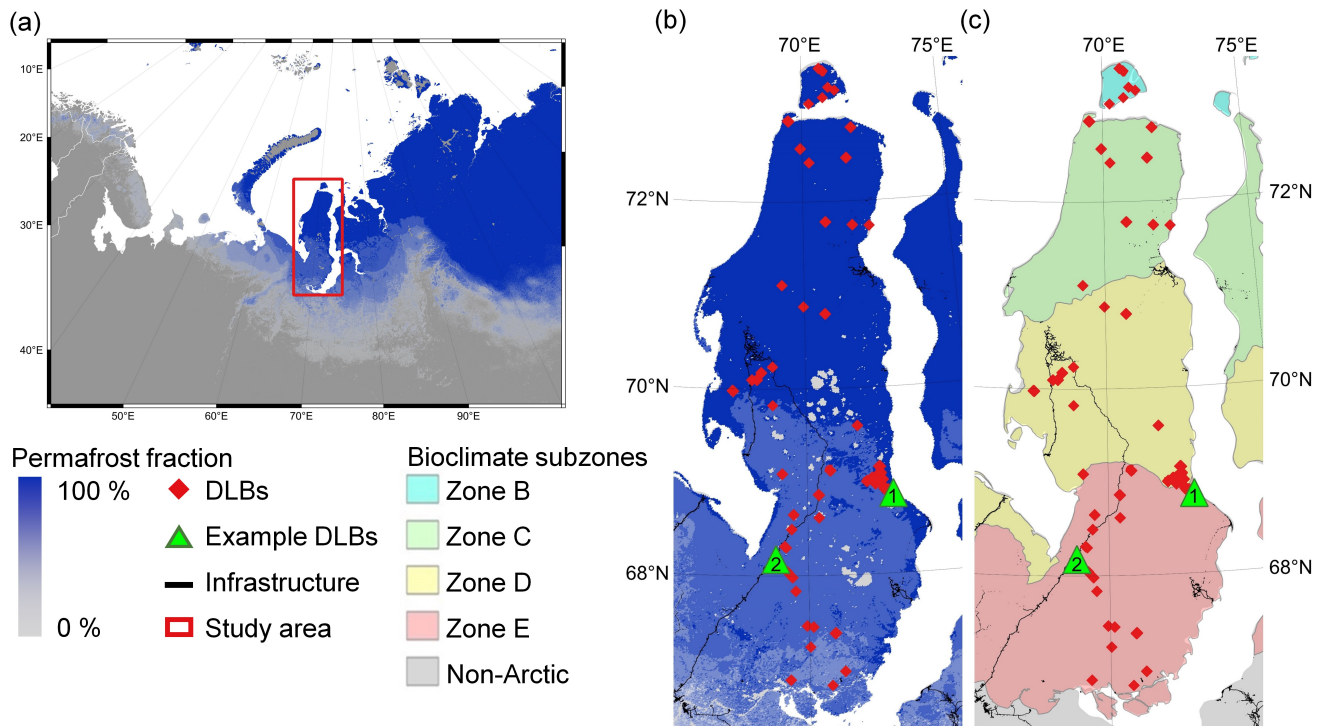 (a)
10°E
20°E
30°E
40°E
50°E
60°E
70°E
80°E
90°E
Permafrost fraction
100 %
0 %
DLBs
Example DLBs
Infrastructure
Study area
Bioclimate subzones
Zone B
Zone C
Zone D
Zone E
Non-Arctic
(b)
70°E
75°E
72°N
70°N
68°N
1
2
(c)
70°E
75°E
72°N
70°N
68°N
1
2